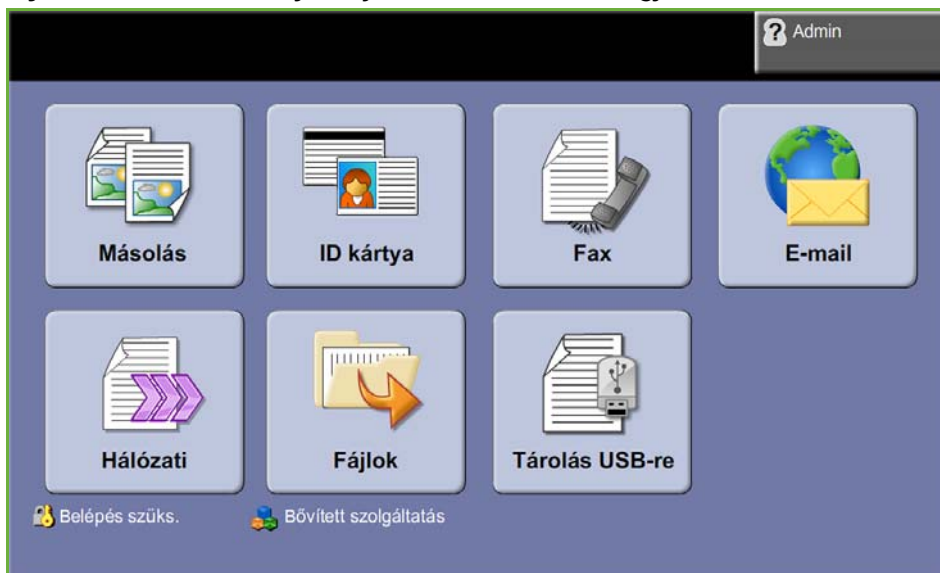 Admin
Másolás
ID kártya
Fax
E-mail
Hálózati
Fájlok
Tárolás USB-re
Belépés szüks.
Bővített szolgáltatás